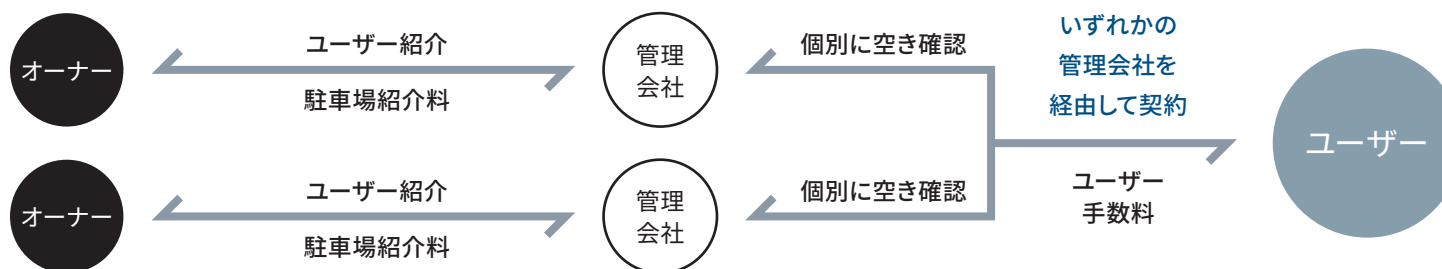 オーナー
ユーザー紹介
駐車場紹介料
管理
会社
個別に空き確認
いずれかの
管理会社を
経由して契約
ユーザー
手数料
ユーザー
オーナー
ユーザー紹介
駐車場紹介料
管理
会社
個別に空き確認